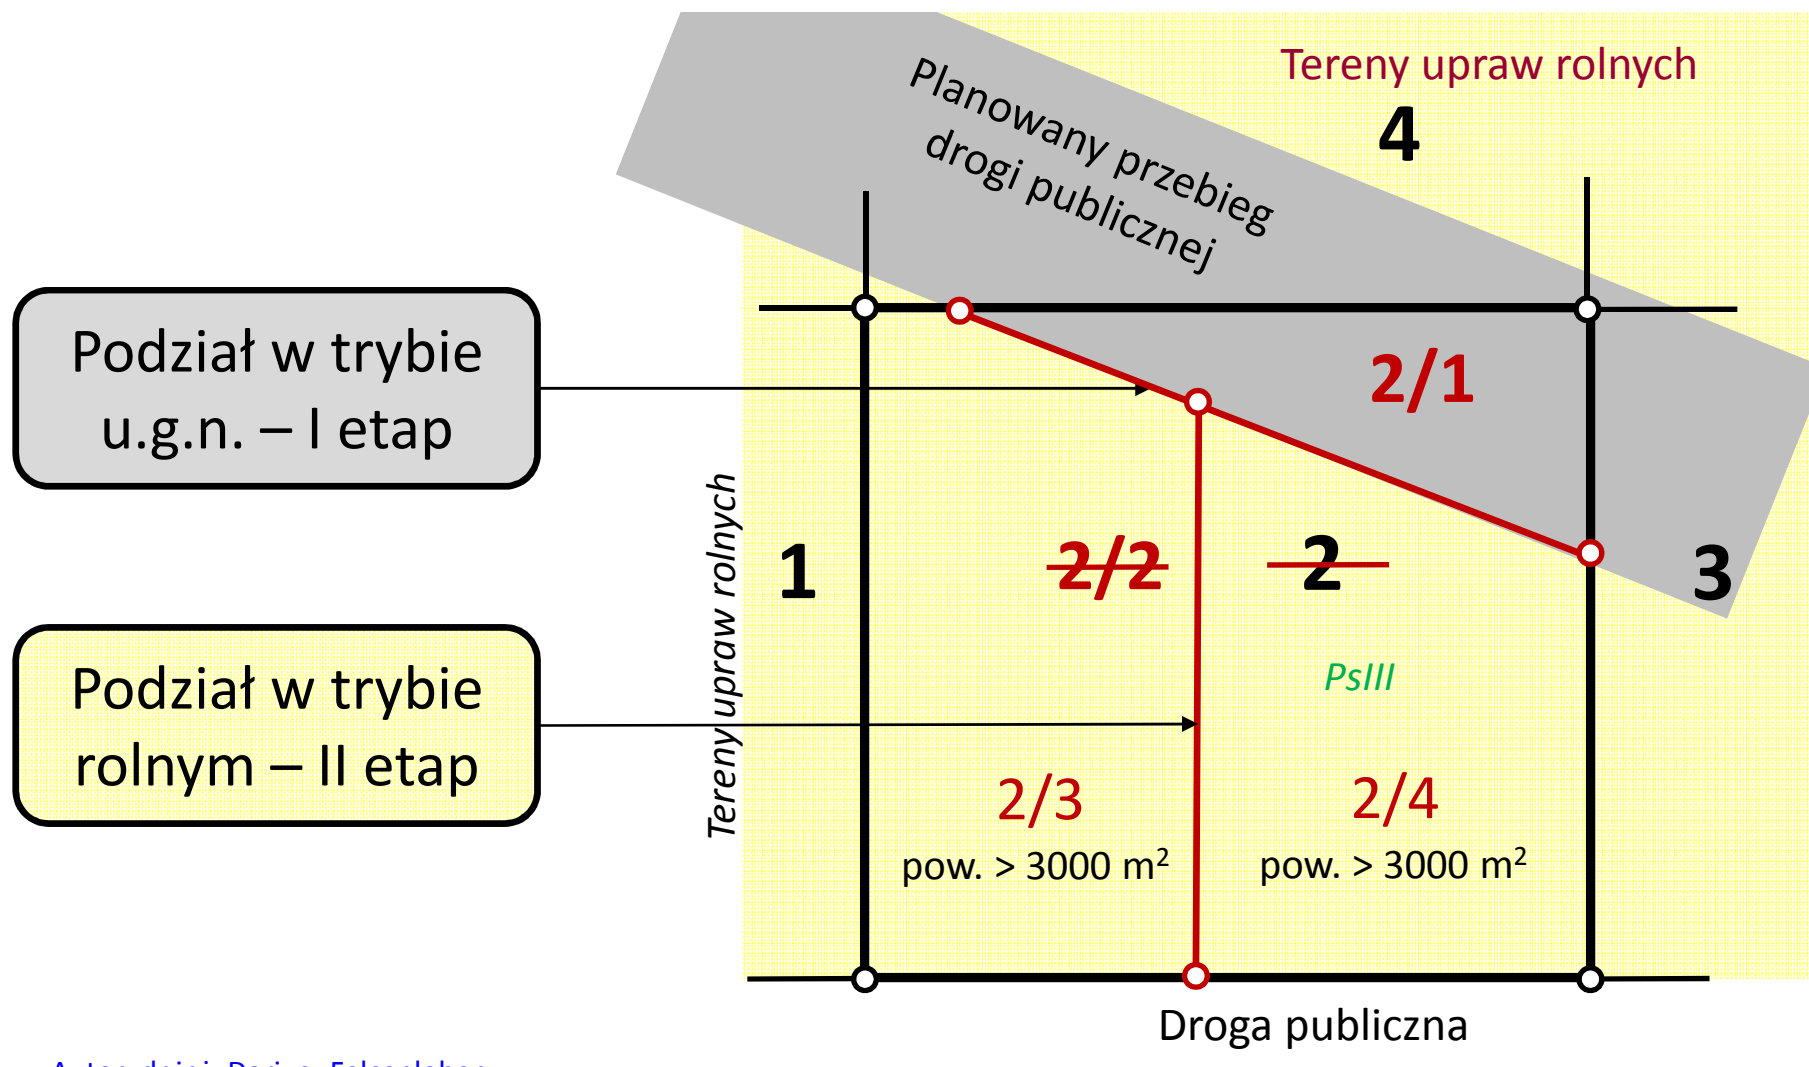 Tereny upraw rolnych
4
Planowany przebieg
drogi publicznej
Podział w trybie
u.g.n. – I etap
2/1
Tereny upraw rolnych
1
2/2
2
3
PsIII
Podział w trybie
rolnym – II etap
2/3
pow. > 3000 m²
2/4
pow. > 3000 m²
Droga publiczna